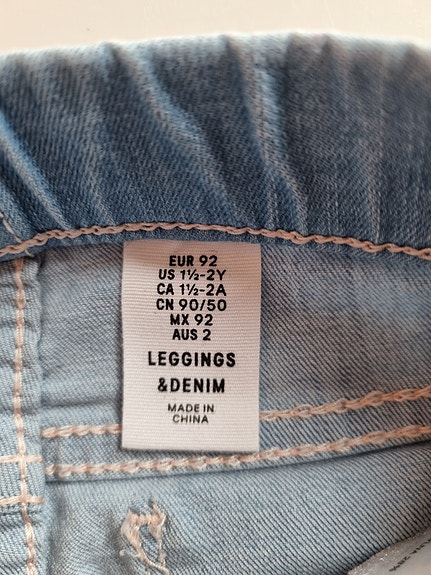 EUR 92
US 1½-2Y
CA 1½-2A
CN 90/50
MX 92
AUS 2
LEGGINGS
&DENIM
MADE IN
CHINA